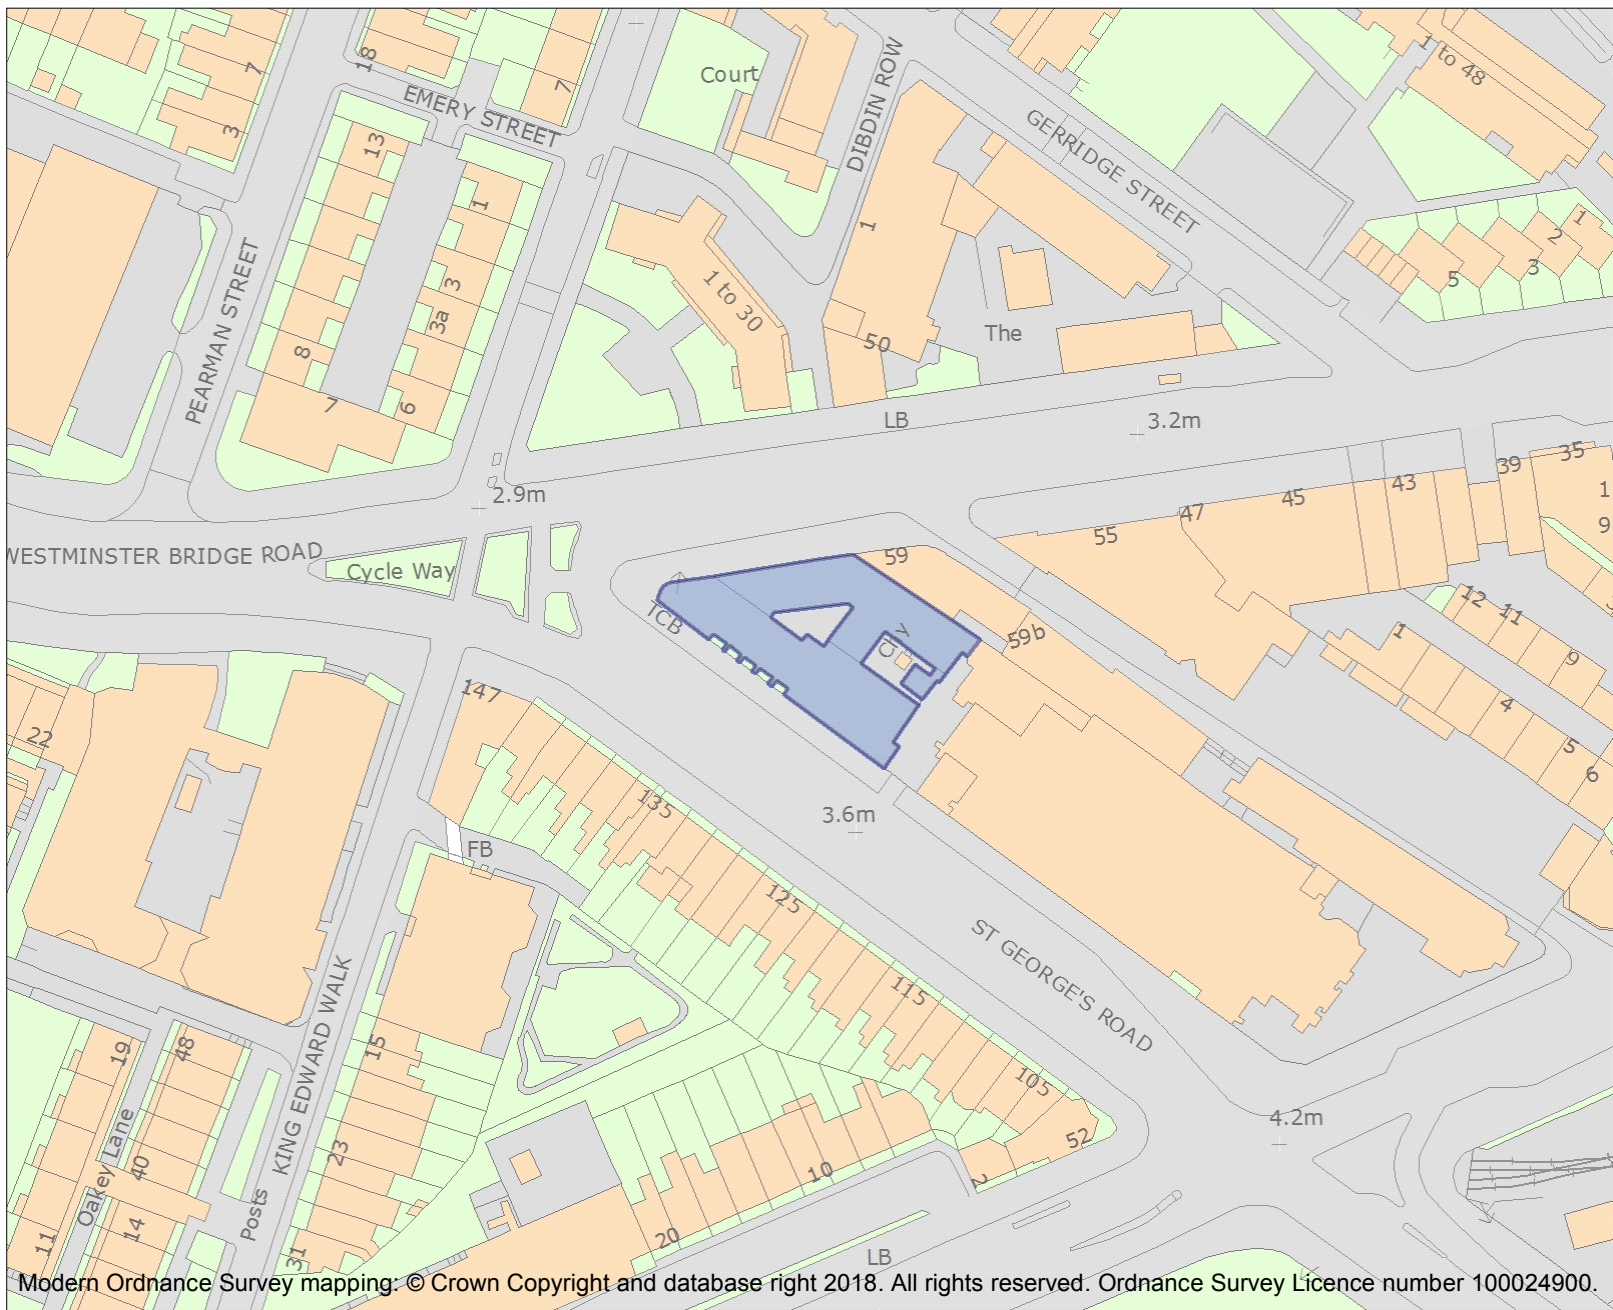 7
18
7
3
EMERY STREET
Court
DIBDIN ROW
1 to 48
GERRIDGE STREET
13
1
1
1
2
3
5
PEARMAN STREET
3
3a
1 to 30
The
8
50
7
6
LB
3.2m
2.9m
35
39
43
45
47
55
1
9
WESTMINSTER BRIDGE ROAD
Cycle Way
59
TCB
Chy
59b
12
11
1
9
147
22
4
5
6
135
3.6m
FB
125
ST GEORGE'S ROAD
115
KING EDWARD WALK
19
48
15
105
4.2m
52
Oakey Lane
40
23
10
2
Posts
14
11
31
20
LB
Modern Ordnance Survey mapping: © Crown Copyright and database right 2018. All rights reserved. Ordnance Survey Licence number 100024900.